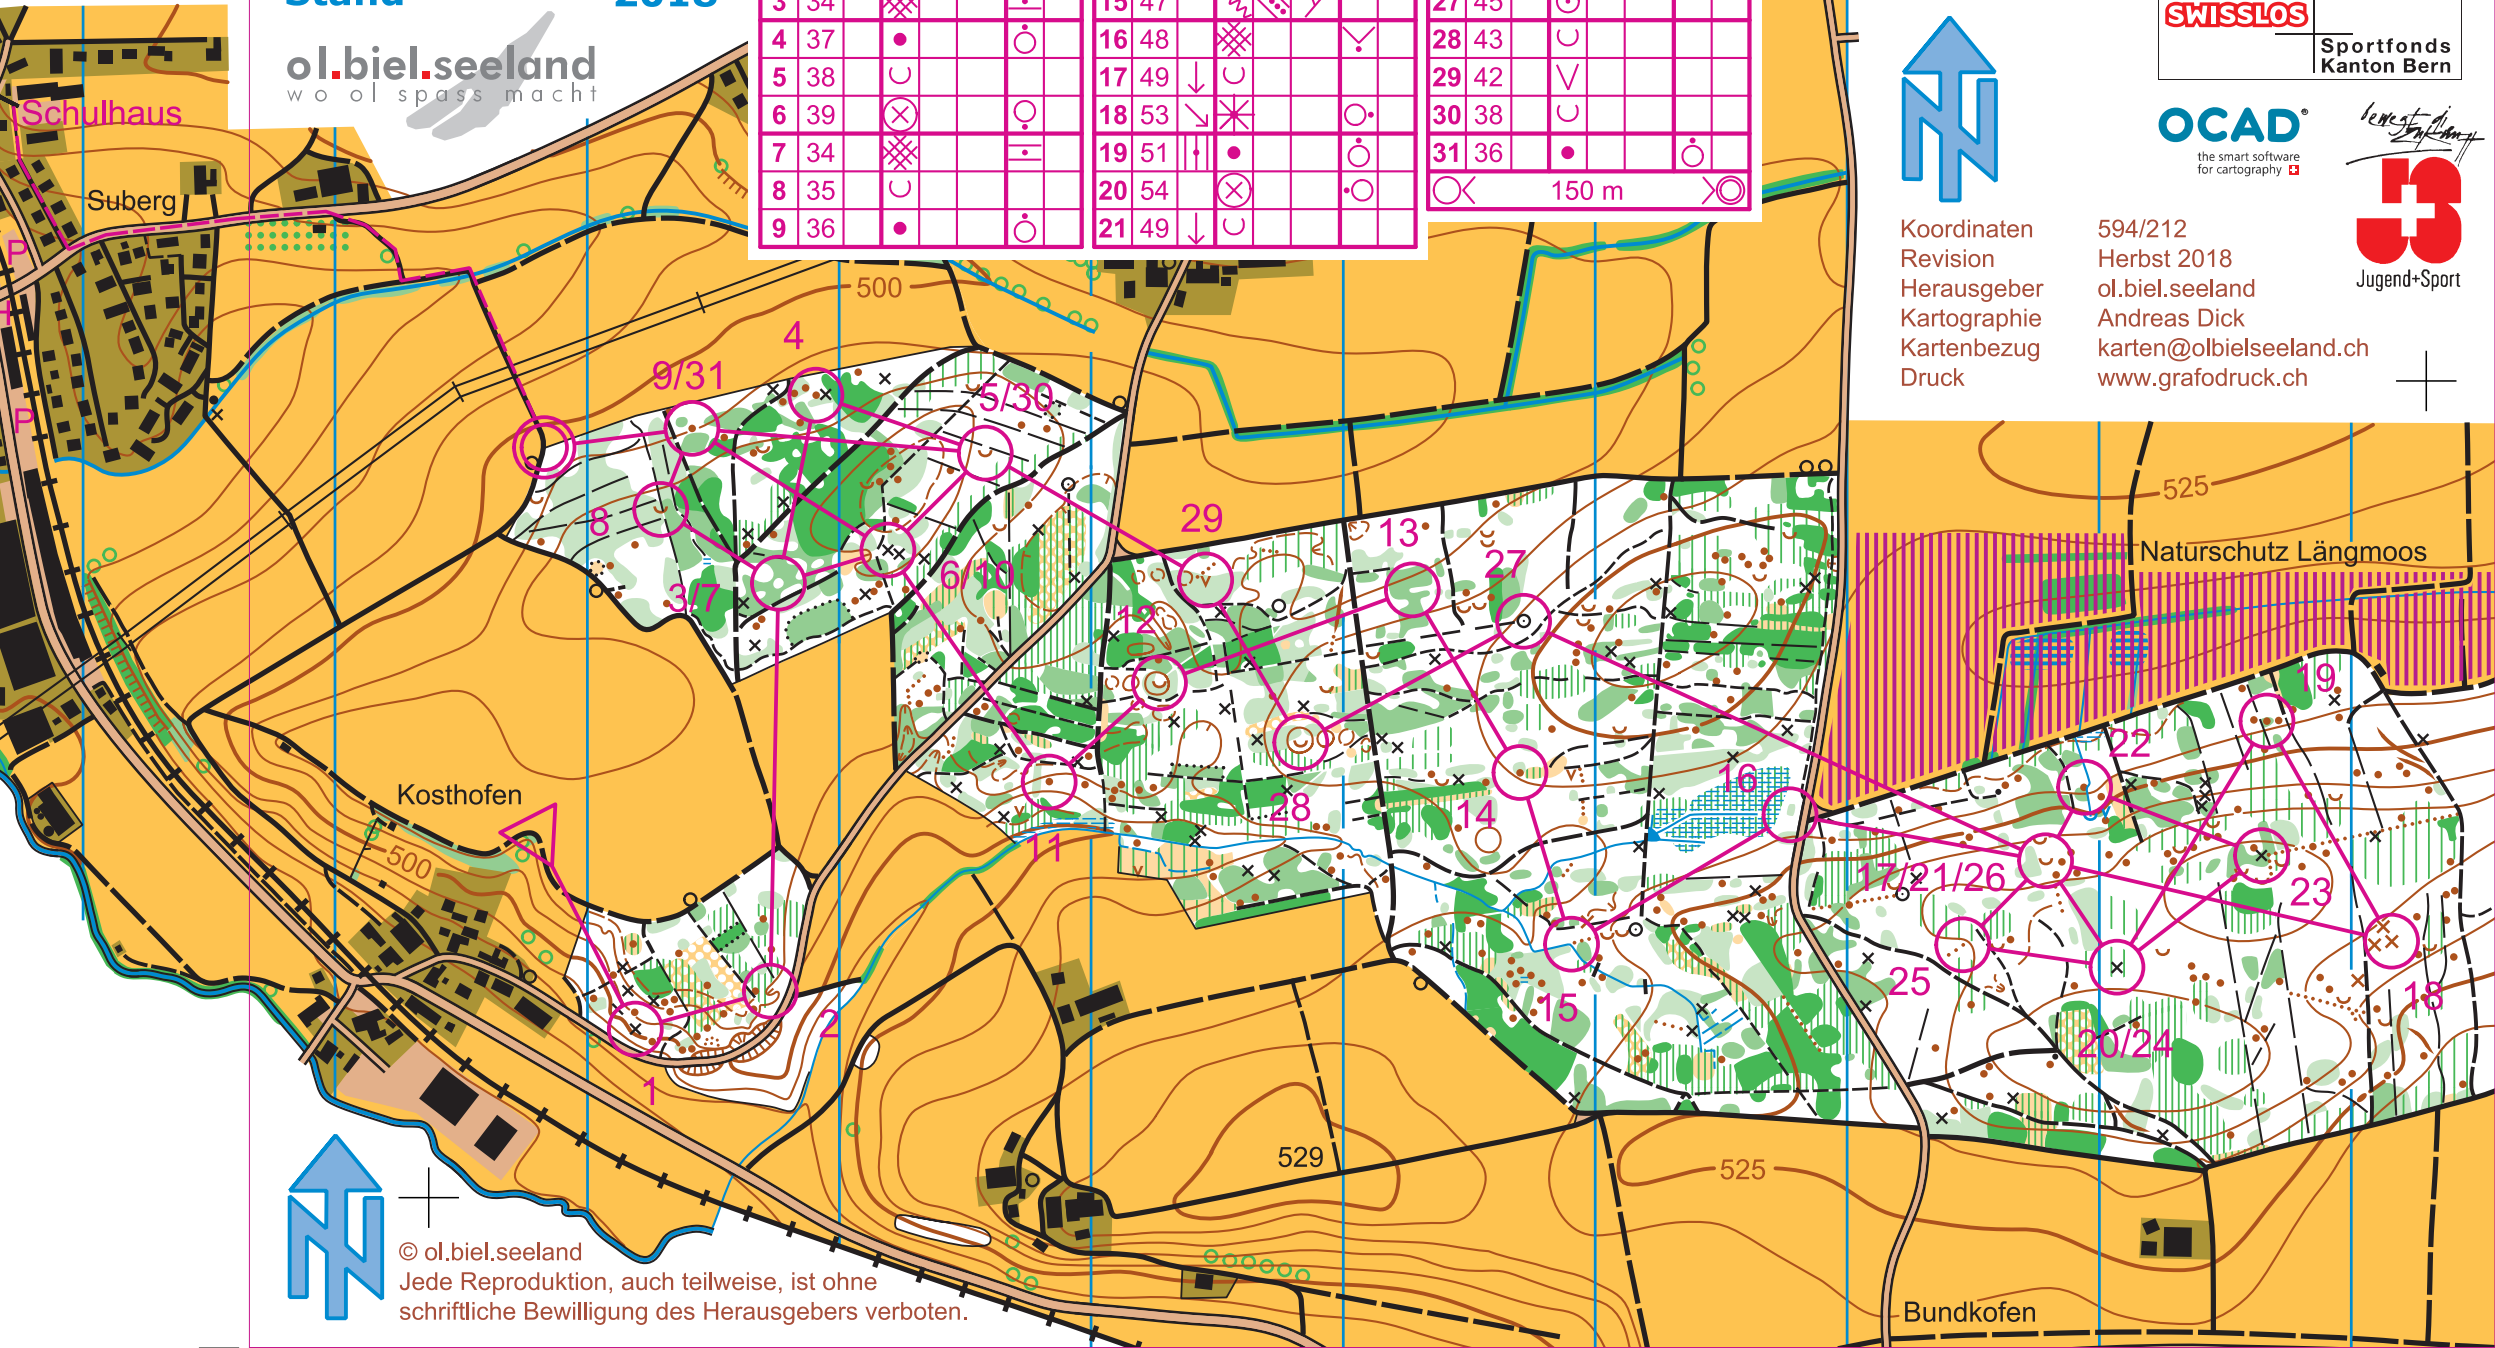 Stand 2018
ol.biel.seeland
wo ol spass macht
3 34
4 37
5 38
6 39
7 34
8 35
9 36
15 47
16 48
17 49
18 53
19 51
20 54
21 49
27 45
28 43
29 42
30 38
31 36
150 m
SWISSLOS
Sportfonds
Kanton Bern
OCAD®
the smart software
for cartography
Jugend+Sport
Koordinaten 594/212
Revision Herbst 2018
Herausgeber ol.biel.seeland
Kartographie Andreas Dick
Kartenbezug karten@olbielseeland.ch
Druck www.grafodruck.ch
Schulhaus
Suberg
P
H
P
500
4
9/31
5/30
8
3/7
6/10
29
13
27
12
525
Naturschutz Längmoos
19
22
16
14
28
11
17/21/26
23
Kosthofen
500
25
18
15
2
20/24
1
529
525
© ol.biel.seeland
Jede Reproduktion, auch teilweise, ist ohne
schriftliche Bewilligung des Herausgebers verboten.
Bundkofen